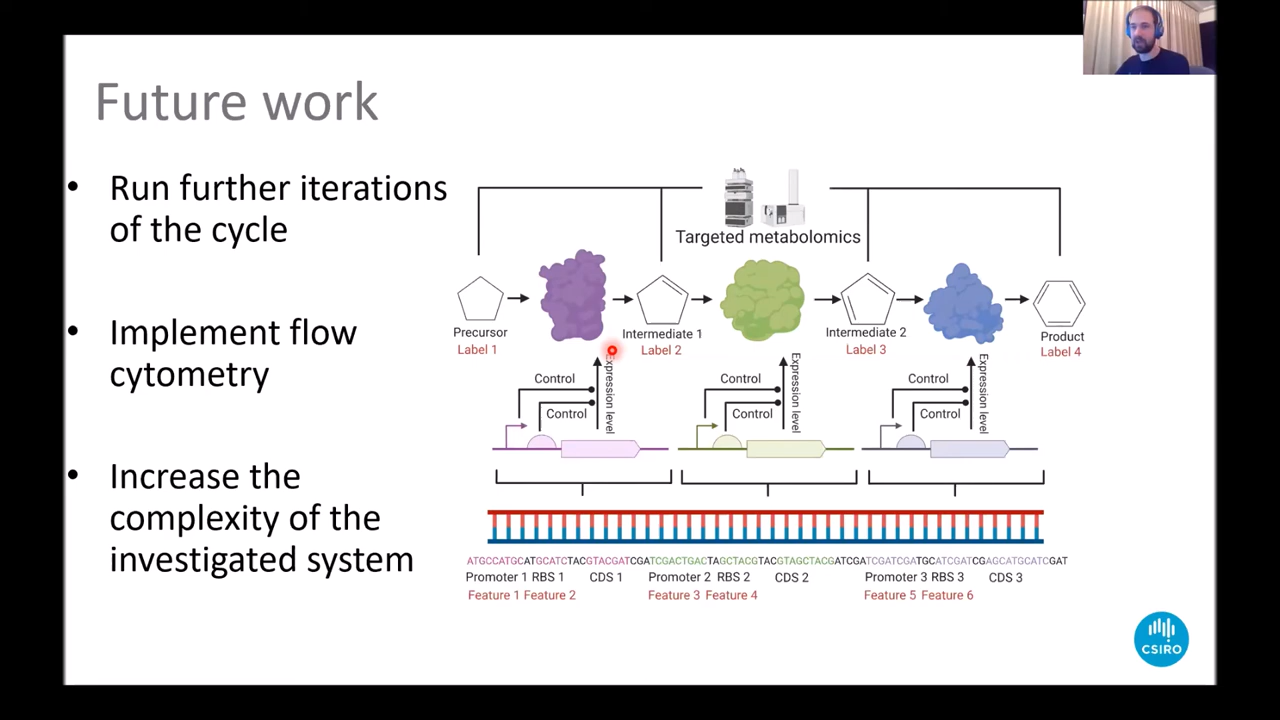 Future work
• Run further iterations
of the cycle
• Implement flow
cytometry
• Increase the
complexity of the
investigated system
Targeted metabolomics
Precursor
Label 1
Intermediate 1
Label 2
Intermediate 2
Label 3
Product
Label 4
Control
Control
Expression level
Control
Control
Expression level
Control
Control
Expression level
ATGCCATGCATGCATCTACGTACGATCGATCGACTGACTAGCTACGTACGTAGCTACGATCGATCGATCGATGCATCGATCGAGCATGCATCGAT
Promoter 1 RBS 1 CDS 1 Promoter 2 RBS 2 CDS 2 Promoter 3 RBS 3 CDS 3
Feature 1 Feature 2 Feature 3 Feature 4 Feature 5 Feature 6
CSIRO